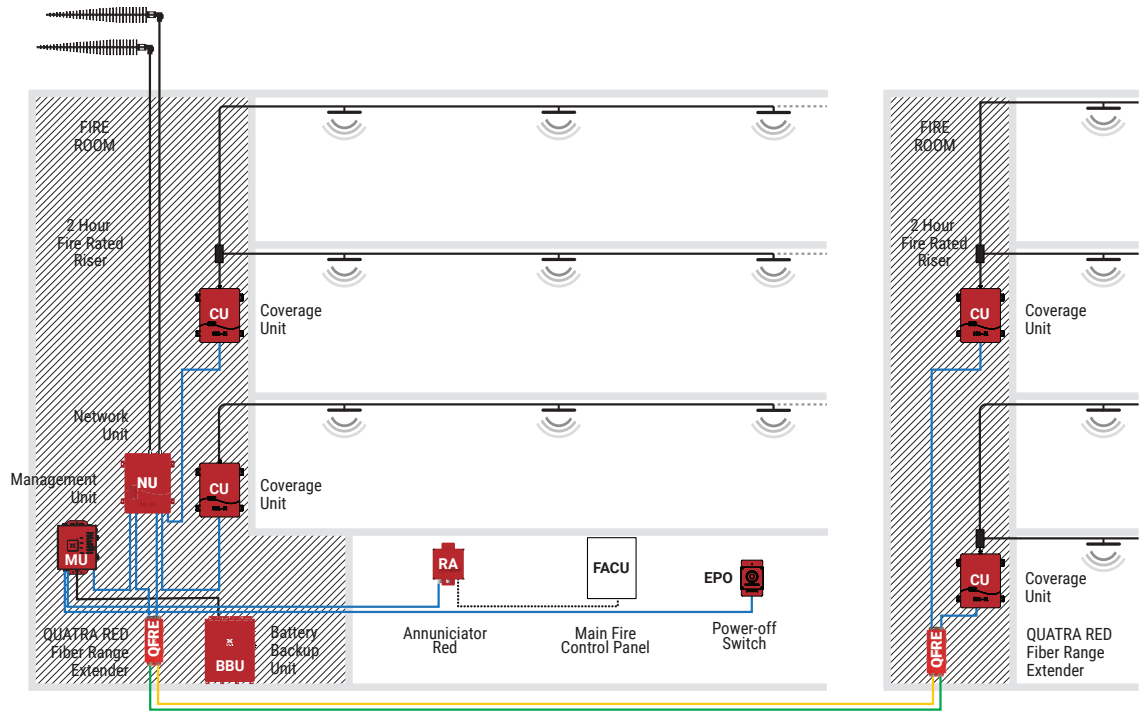 FIRE
ROOM
FIRE
ROOM
2 Hour
Fire Rated
Riser
2 Hour
Fire Rated
Riser
CU
Coverage
Unit
CU
Coverage
Unit
Network
Unit
NU
Management
Unit
MU
CU
Coverage
Unit
RA
FACU
EPO
CU
Coverage
Unit
QUATRA RED
Fiber Range
Extender
QFRE
BBU
Battery
Backup
Unit
Annuniciator
Red
Main Fire
Control Panel
Power-off
Switch
QFRE
QUATRA RED
Fiber Range
Extender